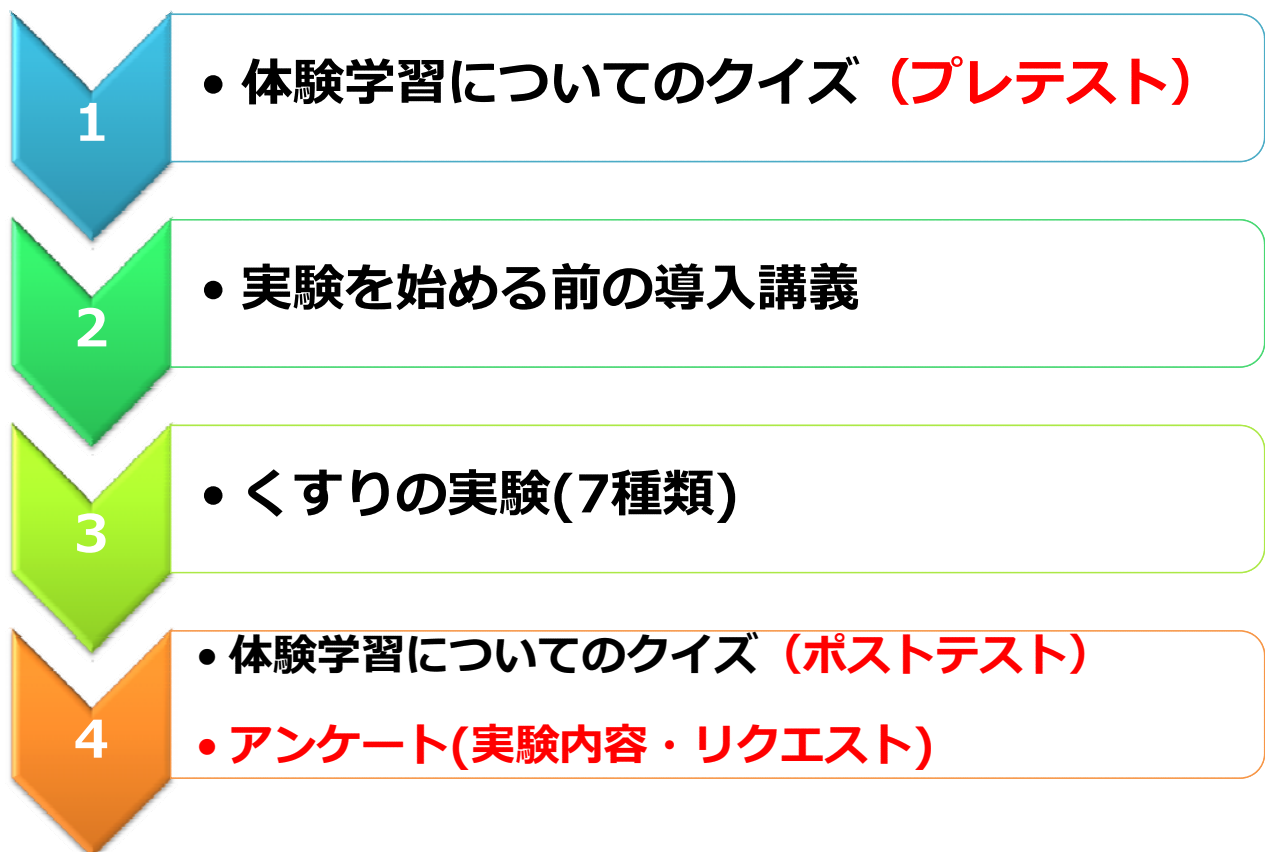 1
• 体験学習についてのクイズ（プレテスト）
2
• 実験を始める前の導入講義
3
• くすりの実験(7種類)
4
• 体験学習についてのクイズ（ポストテスト）
• アンケート(実験内容・リクエスト)